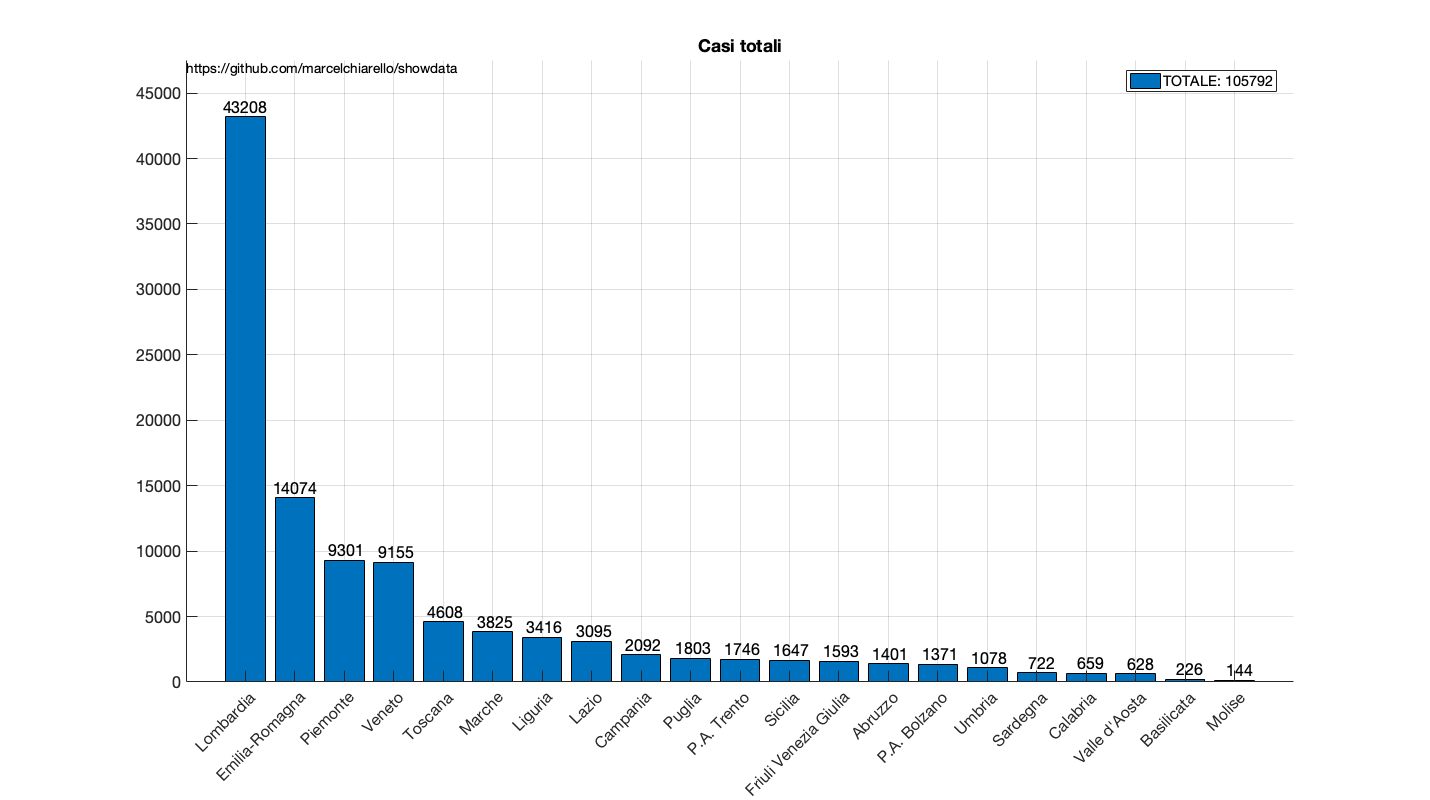 Casi totali
https://github.com/marcelchiarello/showdata
TOTALE: 105792
45000
40000
35000
30000
25000
20000
15000
10000
5000
0
43208
14074
9301
9155
4608
3825
3416
3095
2092
1803
1746
1647
1593
1401
1371
1078
722
659
628
226
144
Lombardia
Emilia-Romagna
Piemonte
Veneto
Toscana
Marche
Liguria
Lazio
Campania
Puglia
P.A. Trento
Sicilia
Friuli Venezia Giulia
Abruzzo
P.A. Bolzano
Umbria
Sardegna
Calabria
Valle d'Aosta
Basilicata
Molise